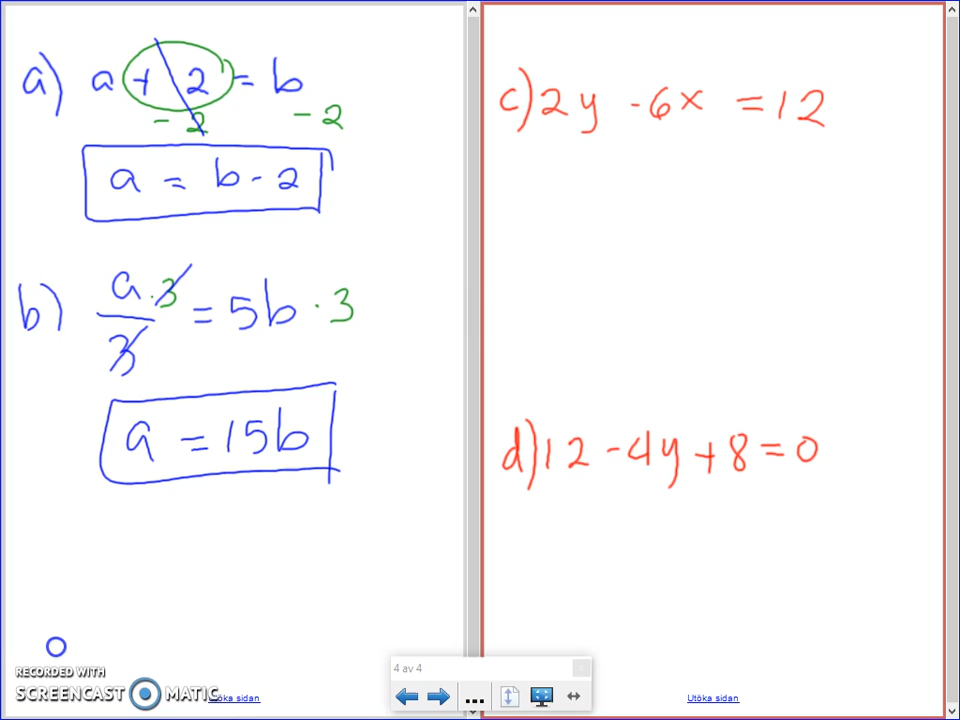 a) a + 2 = b
- 2 - 2
a = b - 2
b) a · 3 / 3 = 5b · 3
a = 15b
c) 2y - 6x = 12
d) 12 - 4y + 8 = 0
4 av 4
...
RECORDED WITH
SCREENCAST MATIC
Utöka sidan
Utöka sidan